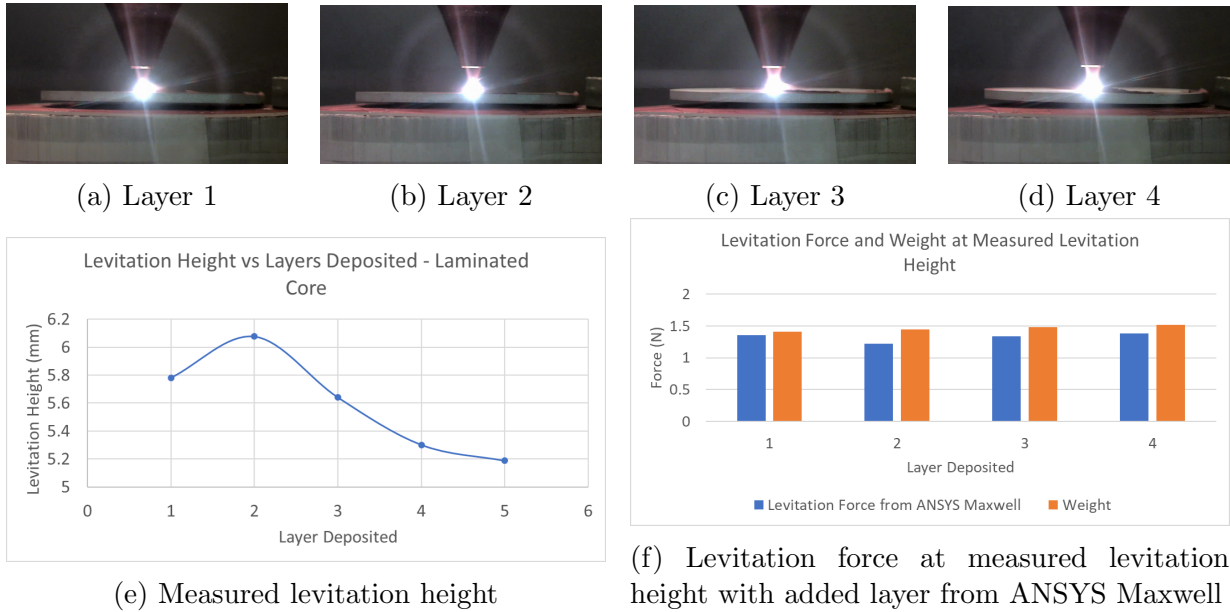 (a) Layer 1
(b) Layer 2
(c) Layer 3
(d) Layer 4
Levitation Height vs Layers Deposited - Laminated
Core
Levitation Height (mm)
6.2
6
5.8
5.6
5.4
5.2
5
0
1
2
3
4
5
6
Layer Deposited
(e) Measured levitation height
Levitation Force and Weight at Measured Levitation
Height
Force (N)
2
1.5
1
0.5
0
1
2
3
4
Layer Deposited
Levitation Force from ANSYS Maxwell
Weight
(f) Levitation force at measured levitation
height with added layer from ANSYS Maxwell